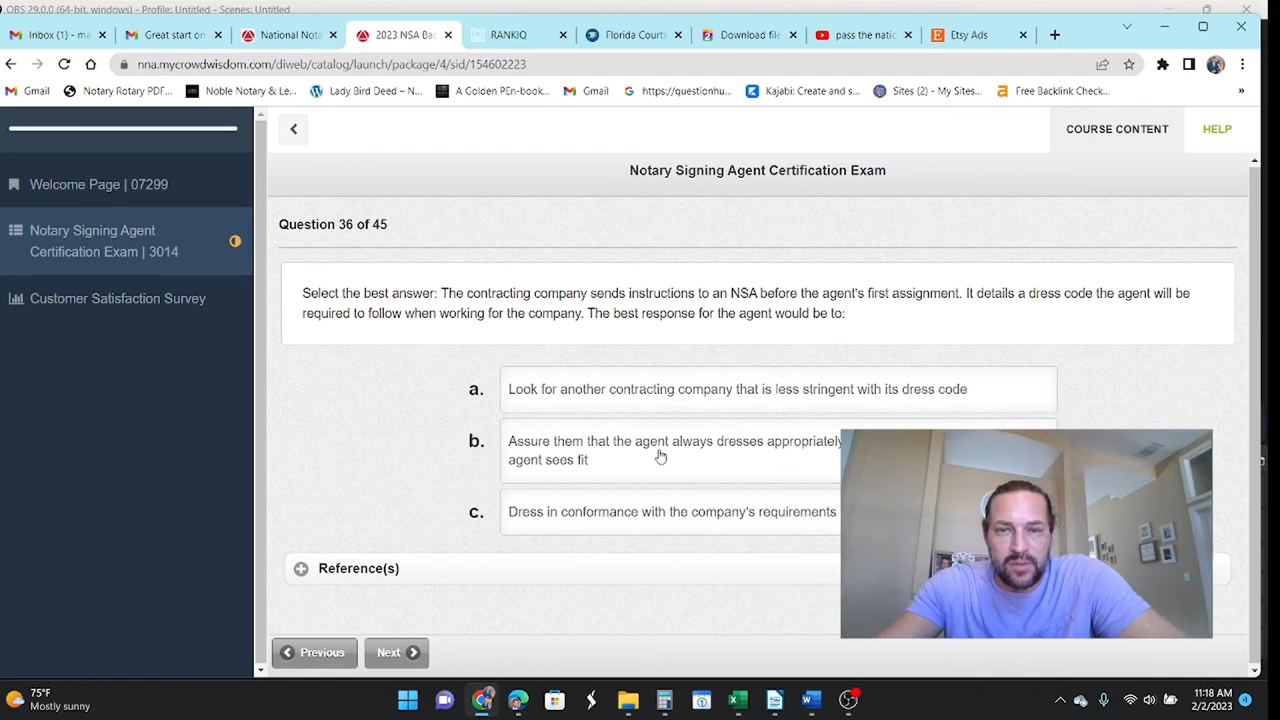 OBS 29.0.0 (64-bit, windows) - Profile: Untitled - Scenes: Untitled
Inbox (1) - ma
Great start on
National Nota
2023 NSA Bac
RANKIQ
Florida Courts
Download file
pass the natio
Etsy Ads
nna.mycrowdwisdom.com/diweb/catalog/launch/package/4/sid/154602223
Gmail
Notary Rotary PDF...
Noble Notary & Le...
Lady Bird Deed – N...
A Golden PEn-book...
Gmail
https://questionhu...
Kajabi: Create and s...
Sites (2) - My Sites...
Free Backlink Check...
»
COURSE CONTENT
HELP
Welcome Page | 07299
Notary Signing Agent
Certification Exam | 3014
Customer Satisfaction Survey
Notary Signing Agent Certification Exam
Question 36 of 45
Select the best answer: The contracting company sends instructions to an NSA before the agent's first assignment. It details a dress code the agent will be
required to follow when working for the company. The best response for the agent would be to:
a. Look for another contracting company that is less stringent with its dress code
b. Assure them that the agent always dresses appropriately
agent sees fit
c. Dress in conformance with the company's requirements
Reference(s)
Previous
Next
75°F
Mostly sunny
11:18 AM
2/2/2023